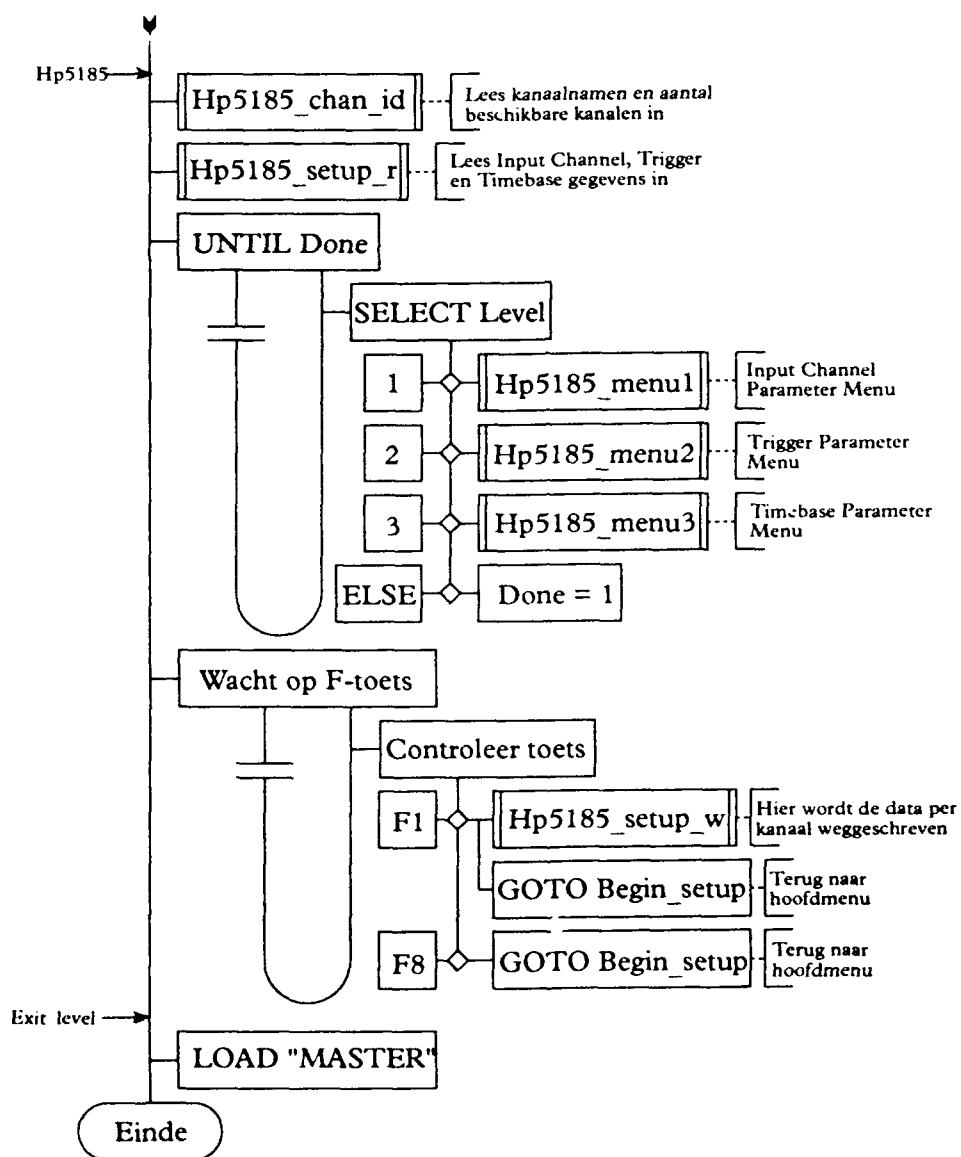 Hp5185
Hp5185_chan_id
Lees kanaalnamen en aantal
beschikbare kanalen in
Hp5185_setup_r
Lees Input Channel, Trigger
en Timebase gegevens in
UNTIL Done
SELECT Level
1
Hp5185_menu1
Input Channel
Parameter Menu
2
Hp5185_menu2
Trigger Parameter
Menu
3
Hp5185_menu3
Timebase Parameter
Menu
ELSE
Done = 1
Wacht op F-toets
Controleer toets
F1
Hp5185_setup_w
Hier wordt de data per
kanaal weggeschreven
GOTO Begin_setup
Terug naar
hoofdmenu
F8
GOTO Begin_setup
Terug naar
hoofdmenu
Exit level
LOAD "MASTER"
Einde